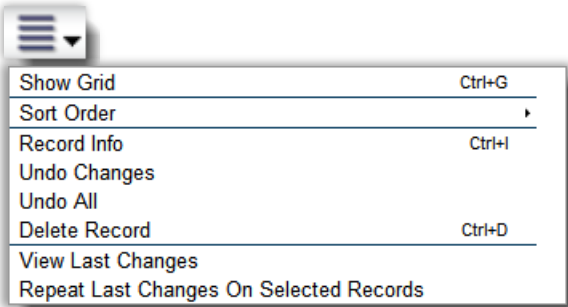 Show Grid Ctrl+G
Sort Order
Record Info Ctrl+I
Undo Changes
Undo All
Delete Record Ctrl+D
View Last Changes
Repeat Last Changes On Selected Records